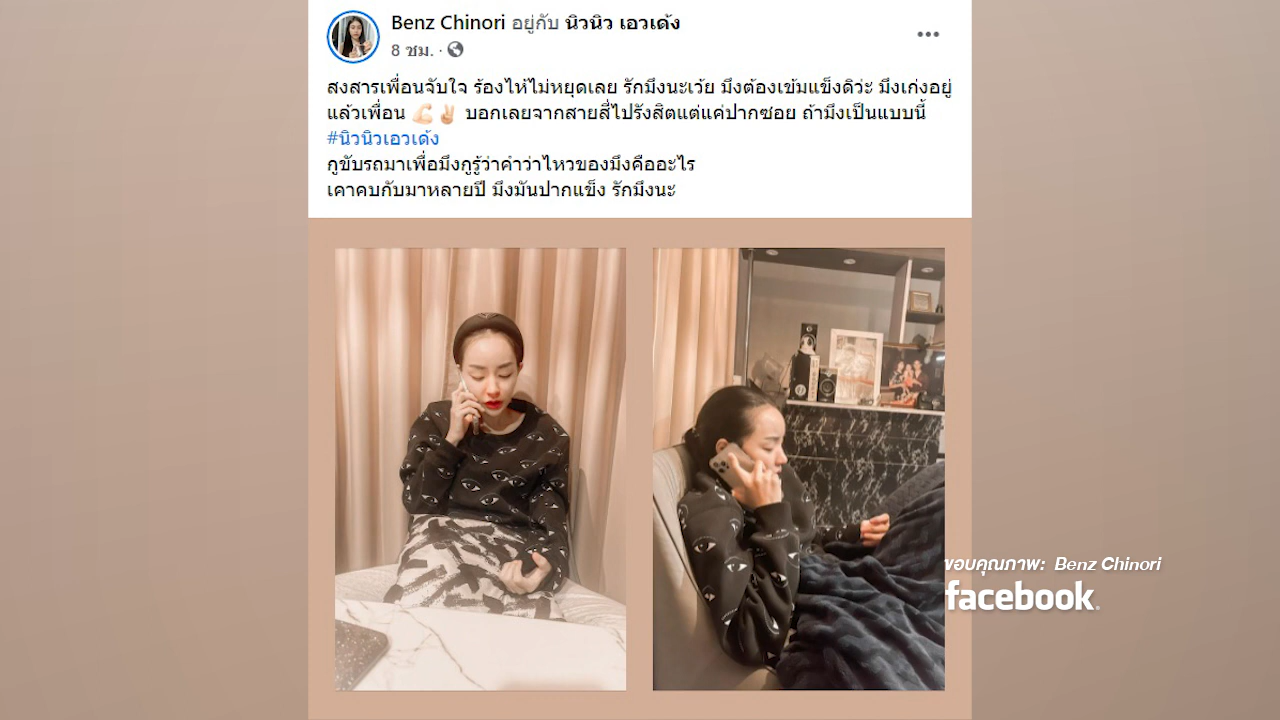 Benz Chinori อยู่กับ นิวนิว เอวเด้ง
8 ชม. ·
สงสารเพื่อนจับใจ ร้องไห้ไม่หยุดเลย รักมึงนะเว้ย มึงต้องเข้มแข็งดิว่ะ มึงเก่งอยู่
แล้วเพื่อน 💪🏻✌🏻 บอกเลยจากสายสี่ไปรังสิตแต่แค่ปากซอย ถ้ามึงเป็นแบบนี้
#นิวนิวเอวเด้ง
กูขับรถมาเพื่อมึงกูรู้ว่าคำว่าไหวของมึงคืออะไร
เคาคบกับมาหลายปี มึงมันปากแข็ง รักมึงนะ
ขอบคุณภาพ: Benz Chinori
facebook